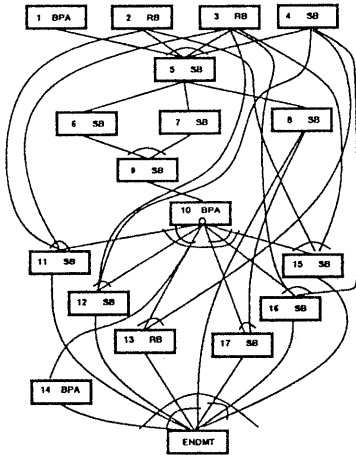 1 BPA 2 RB 3 RB 4 SB
5 SB
6 SB 7 SB 8 SB
9 SB
10 BPA
11 SB 15 SB
12 SB 16 SB
13 RB 17 SB
14 BPA
ENDMT